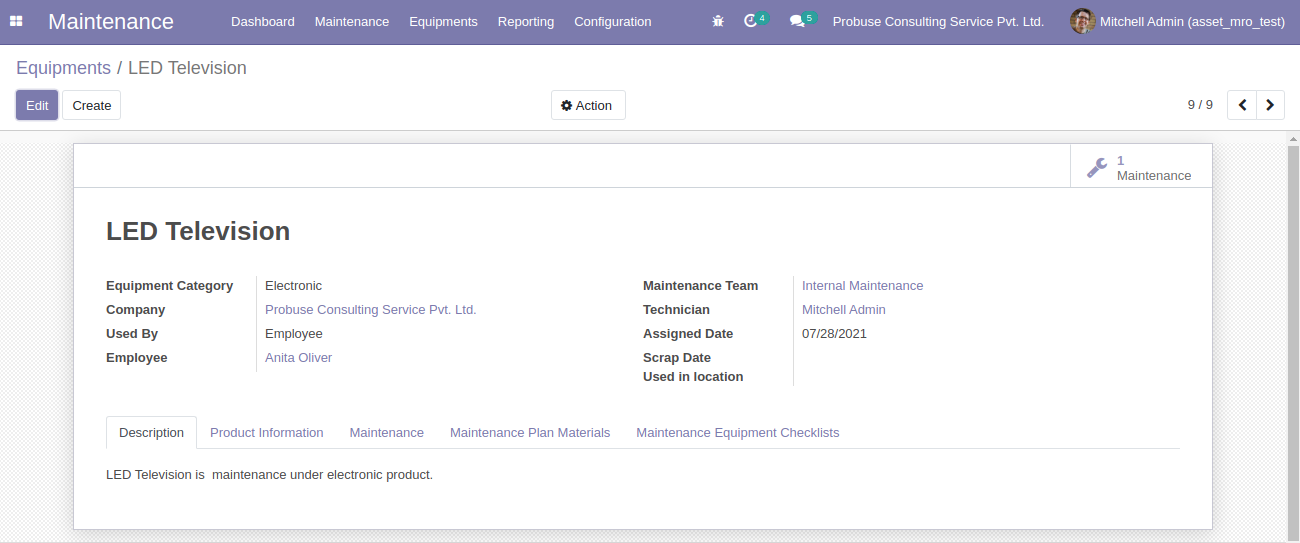 Maintenance Dashboard Maintenance Equipments Reporting Configuration 4 5 Probuse Consulting Service Pvt. Ltd. Mitchell Admin (asset_mro_test)
Equipments / LED Television
Edit Create Action 9 / 9
1
Maintenance
LED Television
Equipment Category Electronic
Company Probuse Consulting Service Pvt. Ltd.
Used By Employee
Employee Anita Oliver
Maintenance Team Internal Maintenance
Technician Mitchell Admin
Assigned Date 07/28/2021
Scrap Date
Used in location
Description Product Information Maintenance Maintenance Plan Materials Maintenance Equipment Checklists
LED Television is  maintenance under electronic product.